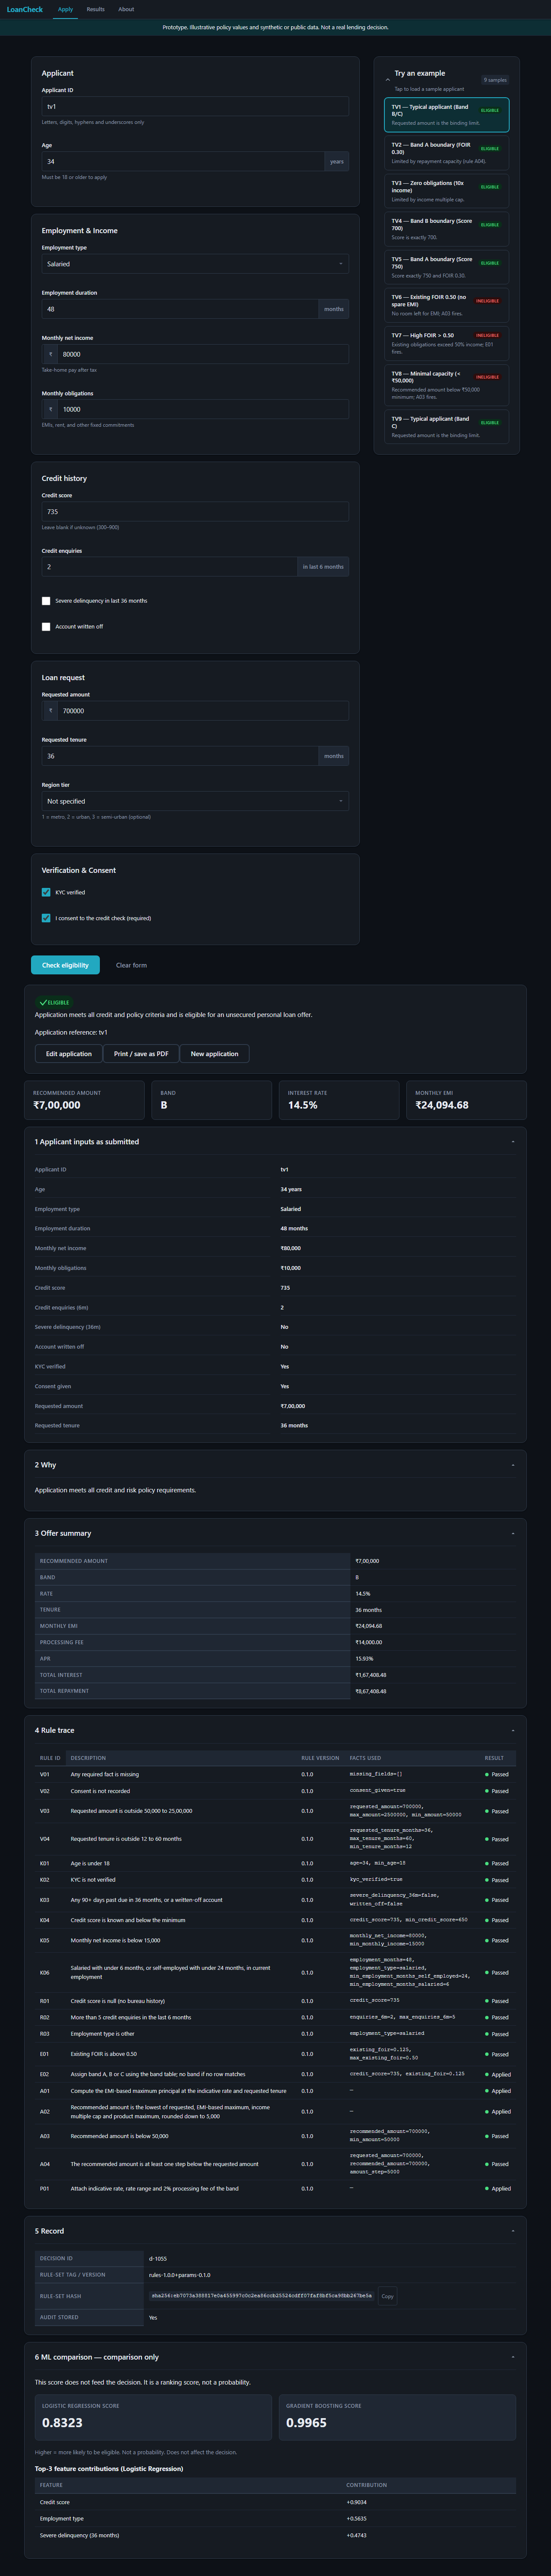 LoanCheck Apply Results About
Prototype. Illustrative policy values and synthetic or public data. Not a real lending decision.
Applicant
Applicant ID
tv1
Letters, digits, hyphens and underscores only
Age
34 years
Must be 18 or older to apply
Employment & Income
Employment type
Salaried
Employment duration
48 months
Monthly net income
₹ 80000
Take-home pay after tax
Monthly obligations
₹ 10000
EMIs, rent, and other fixed commitments
Credit history
Credit score
735
Leave blank if unknown (300–900)
Credit enquiries
2 in last 6 months
Severe delinquency in last 36 months
Account written off
Loan request
Requested amount
₹ 700000
Requested tenure
36 months
Region tier
Not specified
1 = metro, 2 = urban, 3 = semi-urban (optional)
Verification & Consent
KYC verified
I consent to the credit check (required)
Check eligibility Clear form
Try an example
9 samples
Tap to load a sample applicant
TV1 — Typical applicant (Band B/C) ELIGIBLE
Requested amount is the binding limit.
TV2 — Band A boundary (FOIR 0.30) ELIGIBLE
Limited by repayment capacity (rule A04).
TV3 — Zero obligations (10x income) ELIGIBLE
Limited by income multiple cap.
TV4 — Band B boundary (Score 700) ELIGIBLE
Score is exactly 700.
TV5 — Band A boundary (Score 750) ELIGIBLE
Score exactly 750 and FOIR 0.30.
TV6 — Existing FOIR 0.50 (no spare EMI) INELIGIBLE
No room left for EMI; A03 fires.
TV7 — High FOIR > 0.50 INELIGIBLE
Existing obligations exceed 50% income; E01 fires.
TV8 — Minimal capacity (< ₹50,000) INELIGIBLE
Recommended amount below ₹50,000 minimum; A03 fires.
TV9 — Typical applicant (Band C) ELIGIBLE
Requested amount is the binding limit.
ELIGIBLE
Application meets all credit and policy criteria and is eligible for an unsecured personal loan offer.
Application reference: tv1
Edit application Print / save as PDF New application
RECOMMENDED AMOUNT
₹7,00,000
BAND
B
INTEREST RATE
14.5%
MONTHLY EMI
₹24,094.68
1 Applicant inputs as submitted
Applicant ID tv1
Age 34 years
Employment type Salaried
Employment duration 48 months
Monthly net income ₹80,000
Monthly obligations ₹10,000
Credit score 735
Credit enquiries (6m) 2
Severe delinquency (36m) No
Account written off No
KYC verified Yes
Consent given Yes
Requested amount ₹7,00,000
Requested tenure 36 months
2 Why
Application meets all credit and risk policy requirements.
3 Offer summary
RECOMMENDED AMOUNT ₹7,00,000
BAND B
RATE 14.5%
TENURE 36 months
MONTHLY EMI ₹24,094.68
PROCESSING FEE ₹14,000.00
APR 15.93%
TOTAL INTEREST ₹1,67,408.48
TOTAL REPAYMENT ₹8,67,408.48
4 Rule trace
RULE ID DESCRIPTION RULE VERSION FACTS USED RESULT
V01 Any required fact is missing 0.1.0 missing_fields=[] Passed
V02 Consent is not recorded 0.1.0 consent_given=true Passed
V03 Requested amount is outside 50,000 to 25,00,000 0.1.0 requested_amount=700000, max_amount=2500000, min_amount=50000 Passed
V04 Requested tenure is outside 12 to 60 months 0.1.0 requested_tenure_months=36, max_tenure_months=60, min_tenure_months=12 Passed
K01 Age is under 18 0.1.0 age=34, min_age=18 Passed
K02 KYC is not verified 0.1.0 kyc_verified=true Passed
K03 Any 90+ days past due in 36 months, or a written-off account 0.1.0 severe_delinquency_36m=false, written_off=false Passed
K04 Credit score is known and below the minimum 0.1.0 credit_score=735, min_credit_score=650 Passed
K05 Monthly net income is below 15,000 0.1.0 monthly_net_income=80000, min_monthly_income=15000 Passed
K06 Salaried with under 6 months, or self-employed with under 24 months, in current employment 0.1.0 employment_months=48, employment_type=salaried, min_employment_months_self_employed=24, min_employment_months_salaried=6 Passed
R01 Credit score is null (no bureau history) 0.1.0 credit_score=735 Passed
R02 More than 5 credit enquiries in the last 6 months 0.1.0 enquiries_6m=2, max_enquiries_6m=5 Passed
R03 Employment type is other 0.1.0 employment_type=salaried Passed
E01 Existing FOIR is above 0.50 0.1.0 existing_foir=0.125, max_existing_foir=0.50 Passed
E02 Assign band A, B or C using the band table; no band if no row matches 0.1.0 credit_score=735, existing_foir=0.125 Applied
A01 Compute the EMI-based maximum principal at the indicative rate and requested tenure 0.1.0 — Applied
A02 Recommended amount is the lowest of requested, EMI-based maximum, income multiple cap and product maximum, rounded down to 5,000 0.1.0 — Applied
A03 Recommended amount is below 50,000 0.1.0 recommended_amount=700000, min_amount=50000 Passed
A04 The recommended amount is at least one step below the requested amount 0.1.0 requested_amount=700000, recommended_amount=700000, amount_step=5000 Passed
P01 Attach indicative rate, rate range and 2% processing fee of the band 0.1.0 — Applied
5 Record
DECISION ID d-1055
RULE-SET TAG / VERSION rules-1.0.0+params-0.1.0
RULE-SET HASH Copy
AUDIT STORED Yes
6 ML comparison — comparison only
This score does not feed the decision. It is a ranking score, not a probability.
LOGISTIC REGRESSION SCORE
0.8323
GRADIENT BOOSTING SCORE
0.9965
Higher = more likely to be eligible. Not a probability. Does not affect the decision.
Top-3 feature contributions (Logistic Regression)
FEATURE CONTRIBUTION
Credit score +0.9034
Employment type +0.5635
Severe delinquency (36 months) +0.4743